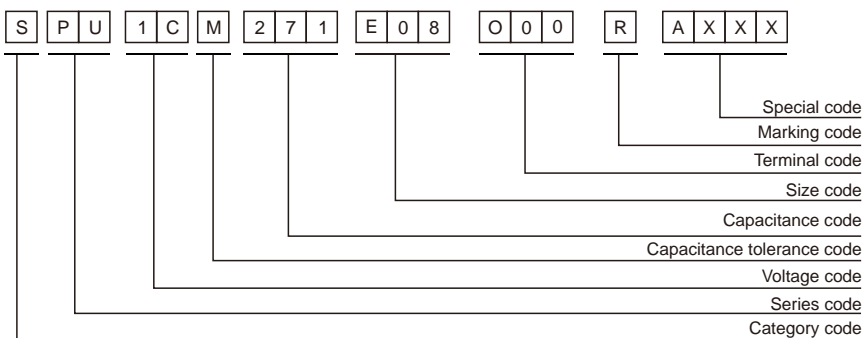 S P U 1 C M 2 7 1 E 0 8 O 0 0 R A X X X
Special code
Marking code
Terminal code
Size code
Capacitance code
Capacitance tolerance code
Voltage code
Series code
Category code